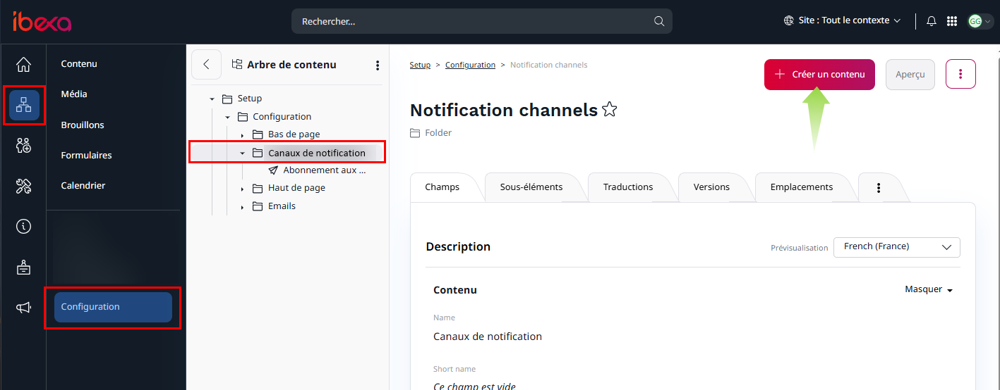 ibexa
Rechercher...
Site : Tout le contexte
GG
Contenu
Média
Brouillons
Formulaires
Calendrier
Configuration
Arbre de contenu
Setup
Configuration
Bas de page
Canaux de notification
Abonnement aux ...
Haut de page
Emails
Setup > Configuration > Notification channels
Créer un contenu
Aperçu
Notification channels
Folder
Champs
Sous-éléments
Traductions
Versions
Emplacements
Description
Prévisualisation
French (France)
Contenu
Masquer
Name
Canaux de notification
Short name
Ce champ est vide